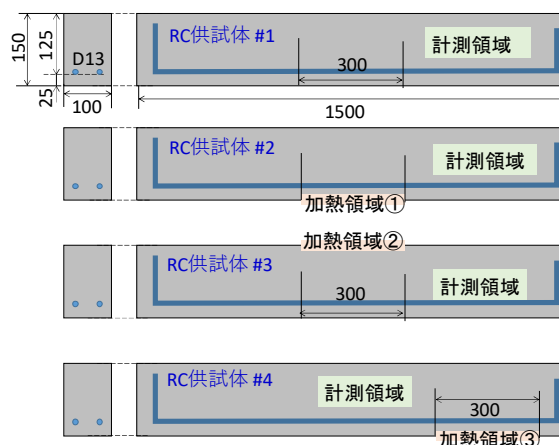 150
125
25
D13
100
RC供試体 #1
300
計測領域
1500
RC供試体 #2
計測領域
加熱領域①
加熱領域②
RC供試体 #3
300
計測領域
RC供試体 #4
計測領域
300
加熱領域③